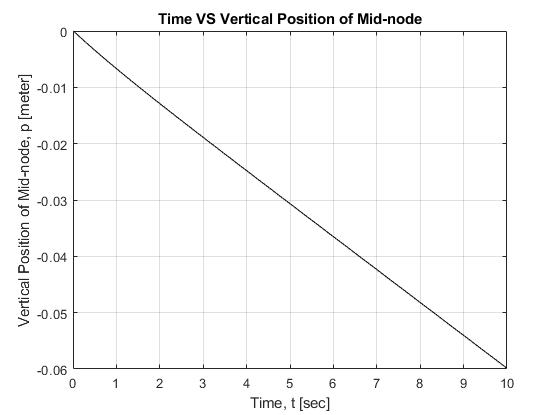 Time VS Vertical Position of Mid-node
Vertical Position of Mid-node, p [meter]
0
-0.01
-0.02
-0.03
-0.04
-0.05
-0.06
0 1 2 3 4 5 6 7 8 9 10
Time, t [sec]